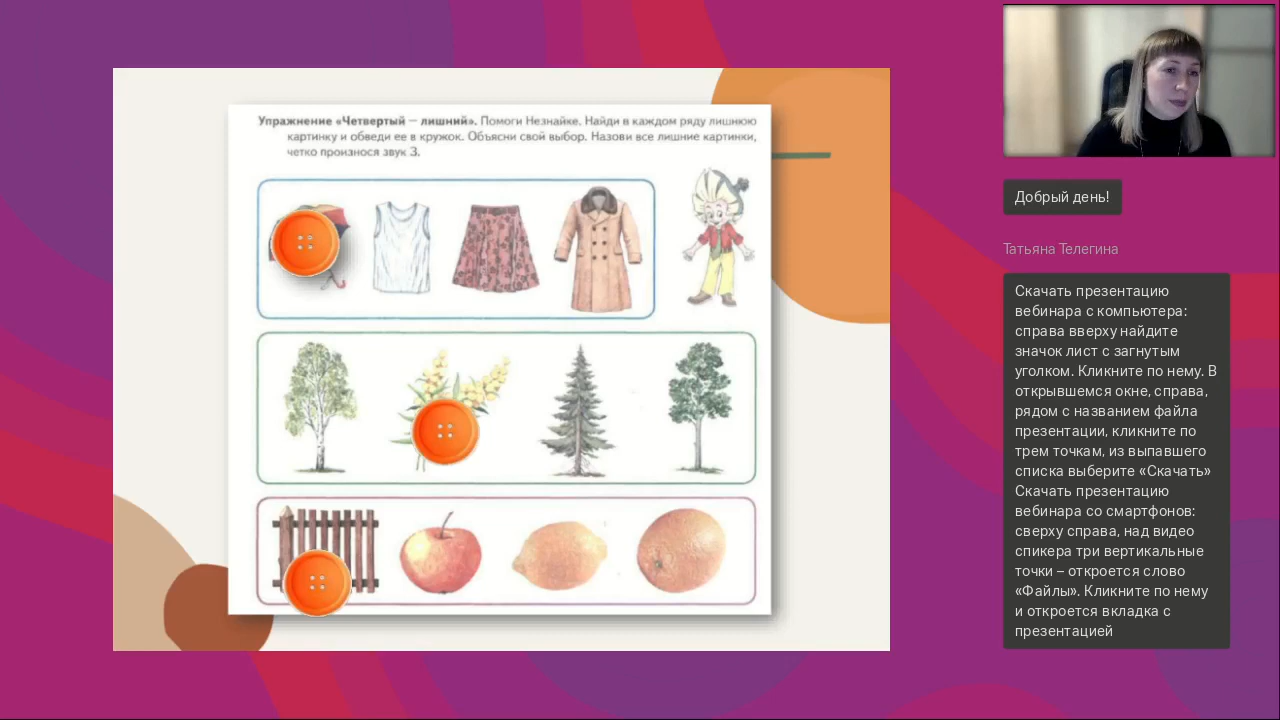 Упражнение «Четвертый — лишний». Помоги Незнайке. Найди в каждом ряду лишнюю
картинку и обведи ее в кружок. Объясни свой выбор. Назови все лишние картинки,
четко произнося звук З.
Добрый день!
Татьяна Телегина
Скачать презентацию
вебинара с компьютера:
справа вверху найдите
значок лист с загнутым
уголком. Кликните по нему. В
открывшемся окне, справа,
рядом с названием файла
презентации, кликните по
трем точкам, из выпавшего
списка выберите «Скачать»
Скачать презентацию
вебинара со смартфонов:
сверху справа, над видео
спикера три вертикальные
точки – откроется слово
«Файлы». Кликните по нему
и откроется вкладка с
презентацией